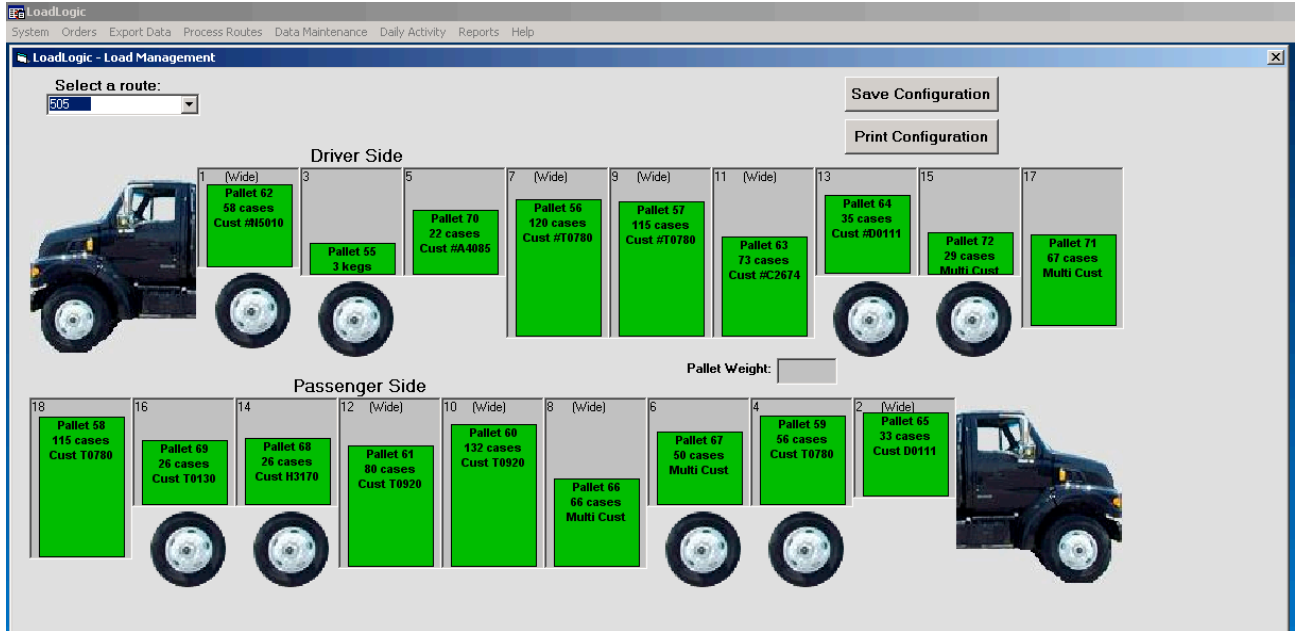 LoadLogic
System Orders Export Data Process Routes Data Maintenance Daily Activity Reports Help
LoadLogic - Load Management
Select a route:
505
Save Configuration
Print Configuration
Driver Side
1 (Wide)
Pallet 62
58 cases
Cust #N5010
3
Pallet 55
3 kegs
5
Pallet 70
22 cases
Cust #A4085
7 (Wide)
Pallet 56
120 cases
Cust #T0780
9 (Wide)
Pallet 57
115 cases
Cust #T0780
11 (Wide)
Pallet 63
73 cases
Cust #C2674
13
Pallet 64
35 cases
Cust #D0111
15
Pallet 72
29 cases
Multi Cust
17
Pallet 71
67 cases
Multi Cust
Pallet Weight:
Passenger Side
18
Pallet 58
115 cases
Cust T0780
16
Pallet 69
26 cases
Cust T0130
14
Pallet 68
26 cases
Cust H3170
12 (Wide)
Pallet 61
80 cases
Cust T0920
10 (Wide)
Pallet 60
132 cases
Cust T0920
8 (Wide)
Pallet 66
66 cases
Multi Cust
6
Pallet 67
50 cases
Multi Cust
4
Pallet 59
56 cases
Cust T0780
2 (Wide)
Pallet 65
33 cases
Cust D0111